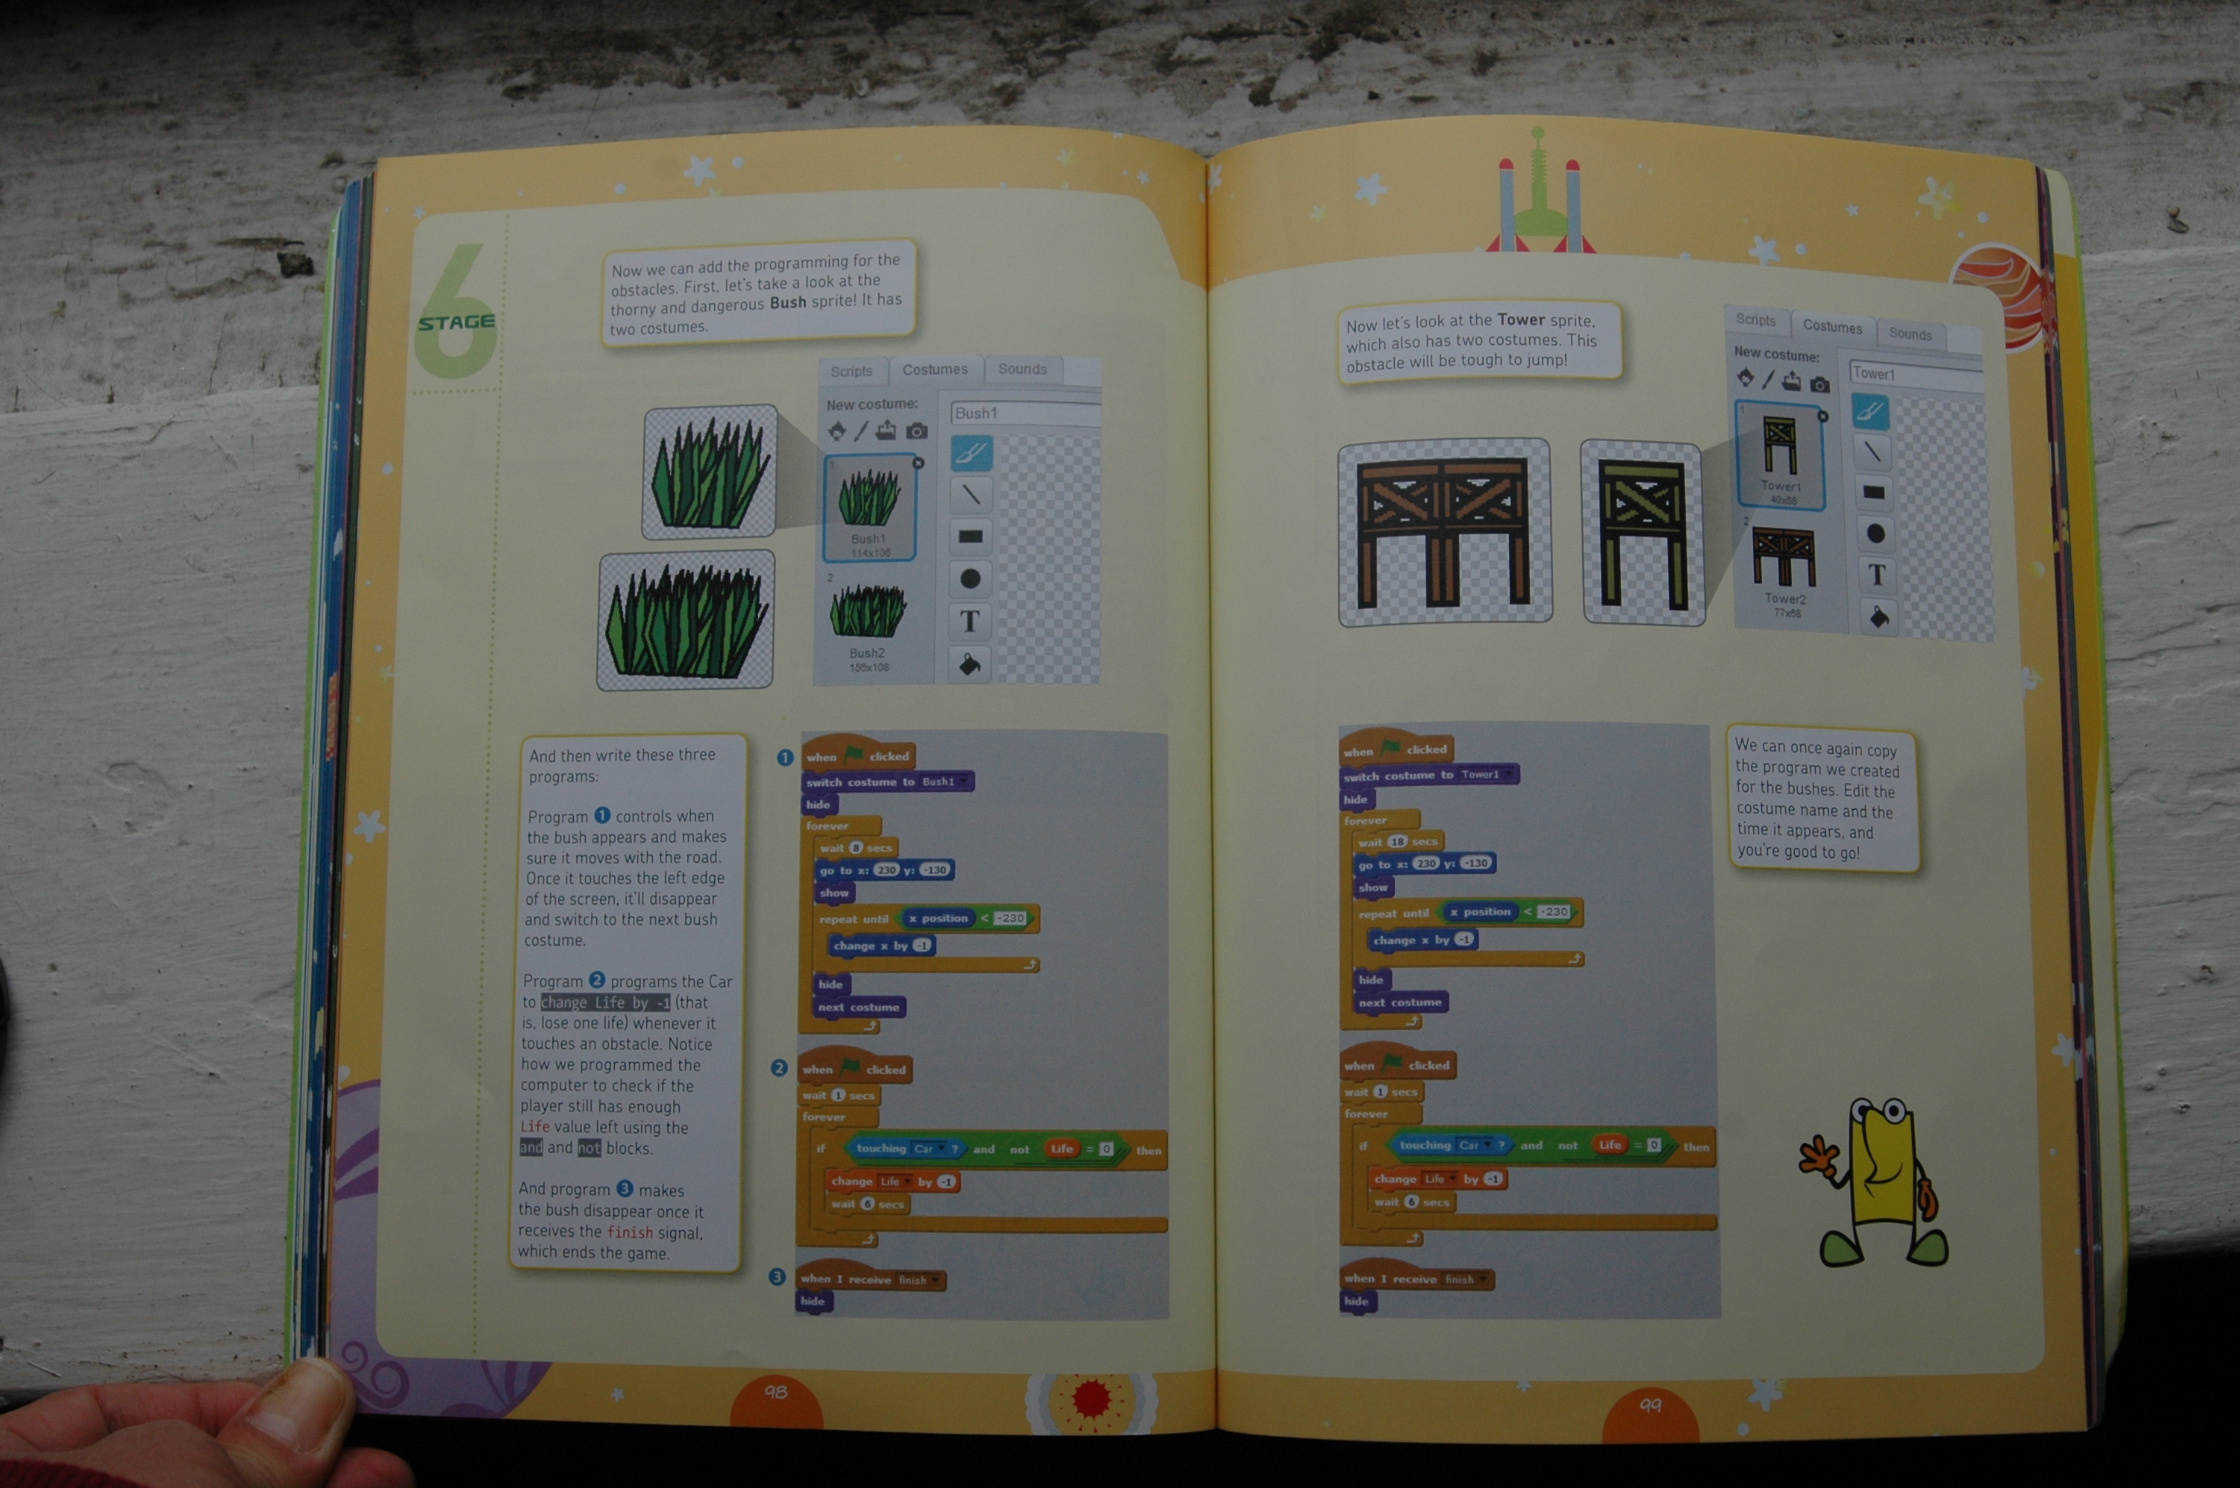 6
STAGE
Now we can add the programming for the
obstacles. First, let's take a look at the
thorny and dangerous Bush sprite! It has
two costumes.
Scripts Costumes Sounds
New costume:
Bush1
1
Bush1
114x106
2
T
Bush2
156x108
And then write these three
programs:
Program 1 controls when
the bush appears and makes
sure it moves with the road.
Once it touches the left edge
of the screen, it'll disappear
and switch to the next bush
costume.
Program 2 programs the Car
to change Life by -1 (that
is, lose one life) whenever it
touches an obstacle. Notice
how we programmed the
computer to check if the
player still has enough
Life value left using the
and and not blocks.
And program 3 makes
the bush disappear once it
receives the finish signal,
which ends the game.
1
when clicked
switch costume to Bush1
hide
forever
wait 8 secs
go to x: 230 y: -130
show
repeat until x position < -230
change x by -1
hide
next costume
2
when clicked
wait 1 secs
forever
if touching Car ? and not Life = 0 then
change Life by -1
wait 6 secs
3
when I receive finish
hide
98
Now let's look at the Tower sprite,
which also has two costumes. This
obstacle will be tough to jump!
Scripts Costumes Sounds
New costume:
Tower1
1
Tower1
40x68
2
T
Tower2
77x68
when clicked
switch costume to Tower1
hide
forever
wait 18 secs
go to x: 230 y: -130
show
repeat until x position < -230
change x by -1
hide
next costume
when clicked
wait 1 secs
forever
if touching Car ? and not Life = 0 then
change Life by -1
wait 6 secs
when I receive finish
hide
We can once again copy
the program we created
for the bushes. Edit the
costume name and the
time it appears, and
you're good to go!
99